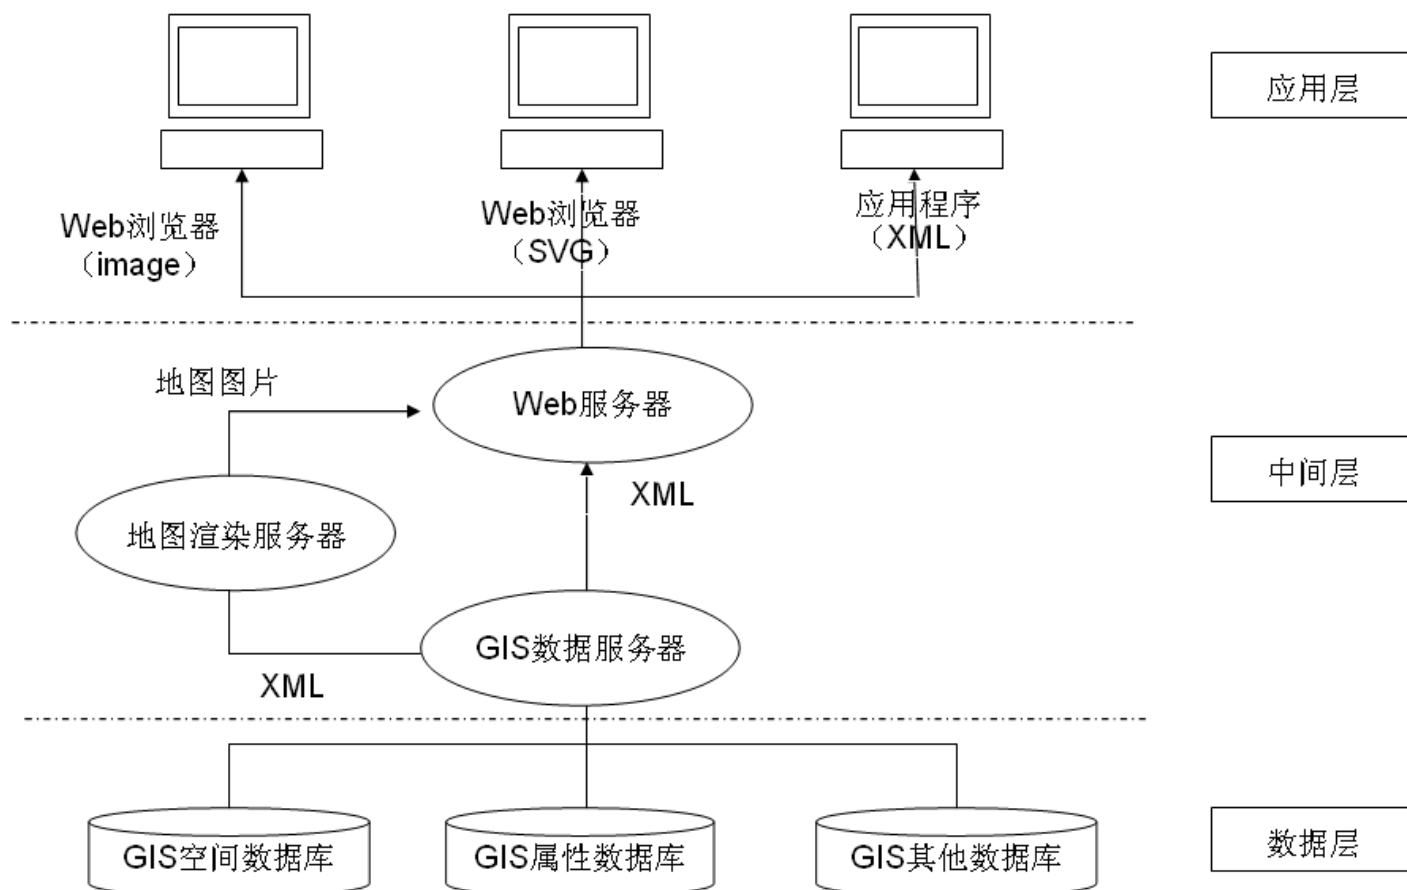 应用层
Web浏览器
（image）
Web浏览器
（SVG）
应用程序
（XML）
地图图片
Web服务器
XML
中间层
地图渲染服务器
GIS数据服务器
XML
GIS空间数据库
GIS属性数据库
GIS其他数据库
数据层